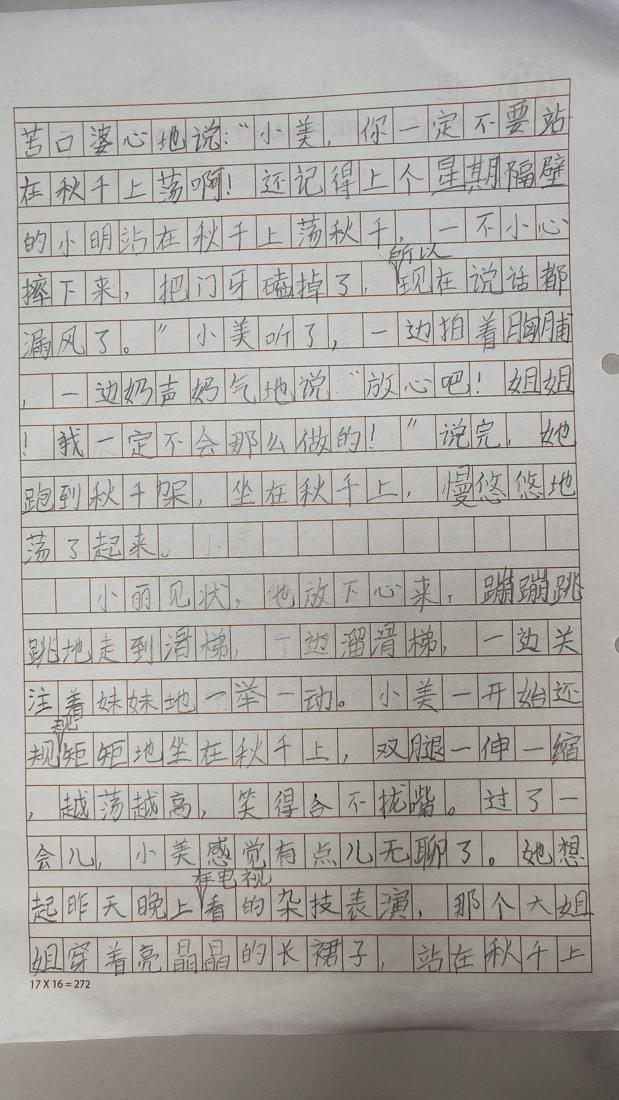 苦口婆心地说：“小美，你一定不要站
在秋千上荡啊！还记得上个星期隔壁
的小明站在秋千上荡秋千，一不小心
所以
摔下来，把门牙磕掉了，现在说话都
漏风了。”小美听了，一边拍着胸脯
，一边奶声奶气地说“放心吧！姐姐
！我一定不会那么做的！”说完，她
跑到秋千架，坐在秋千上，慢悠悠地
荡了起来。
小丽见状，也放下心来，蹦蹦跳
跳地走到滑梯，一边溜滑梯，一边关
注着妹妹地一举一动。小美一开始还
规
规矩矩地坐在秋千上，双腿一伸一缩
，越荡越高，笑得合不拢嘴。过了一
会儿，小美感觉有点儿无聊了。她想
在电视
起昨天晚上看的杂技表演，那个大姐
姐穿着亮晶晶的长裙子，站在秋千上
17 X 16 = 272